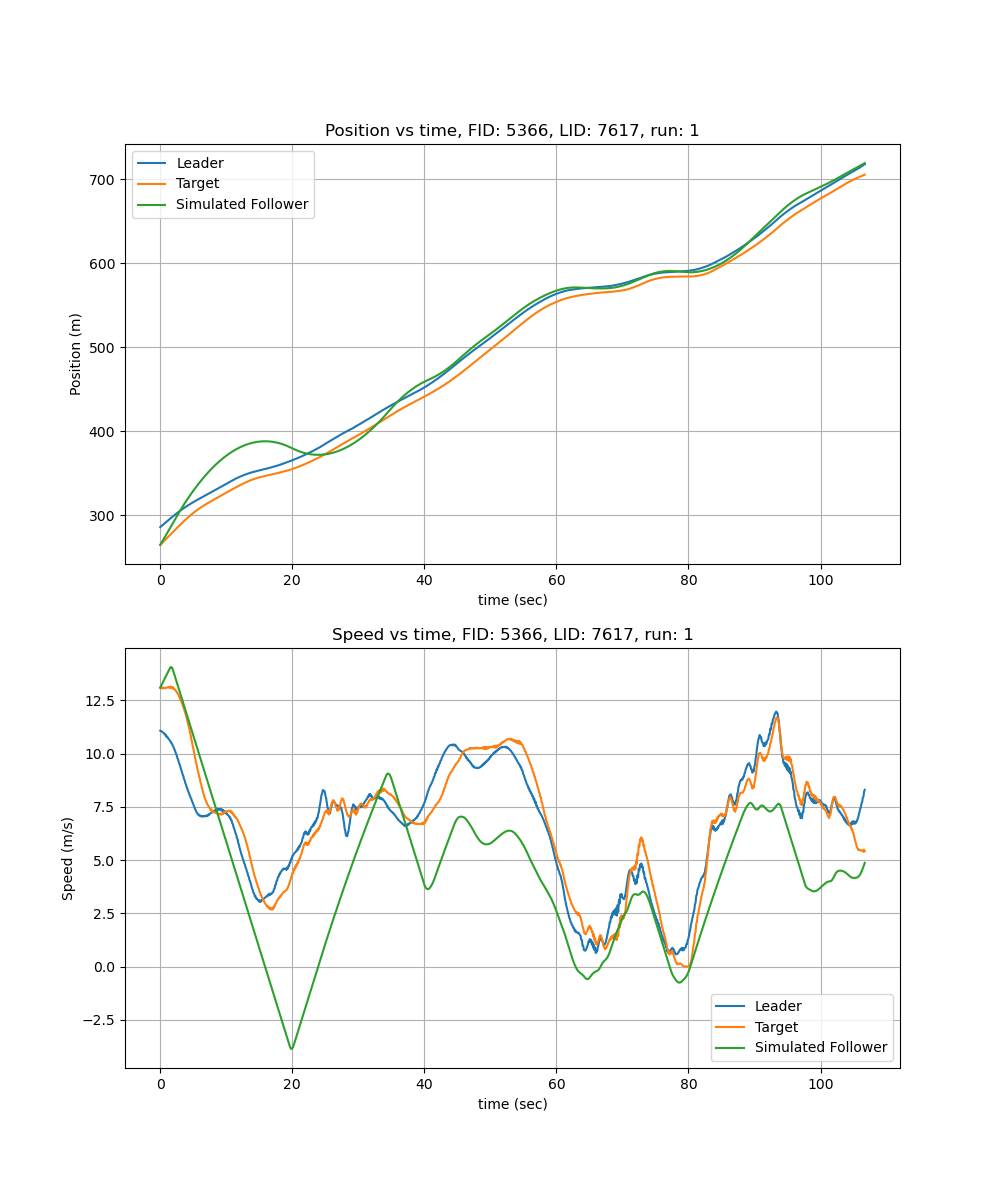 Position vs time, FID: 5366, LID: 7617, run: 1
Leader
Target
Simulated Follower
700
600
500
400
300
Position (m)
0 20 40 60 80 100
time (sec)
Speed vs time, FID: 5366, LID: 7617, run: 1
12.5
10.0
7.5
5.0
2.5
0.0
−2.5
Speed (m/s)
Leader
Target
Simulated Follower
0 20 40 60 80 100
time (sec)